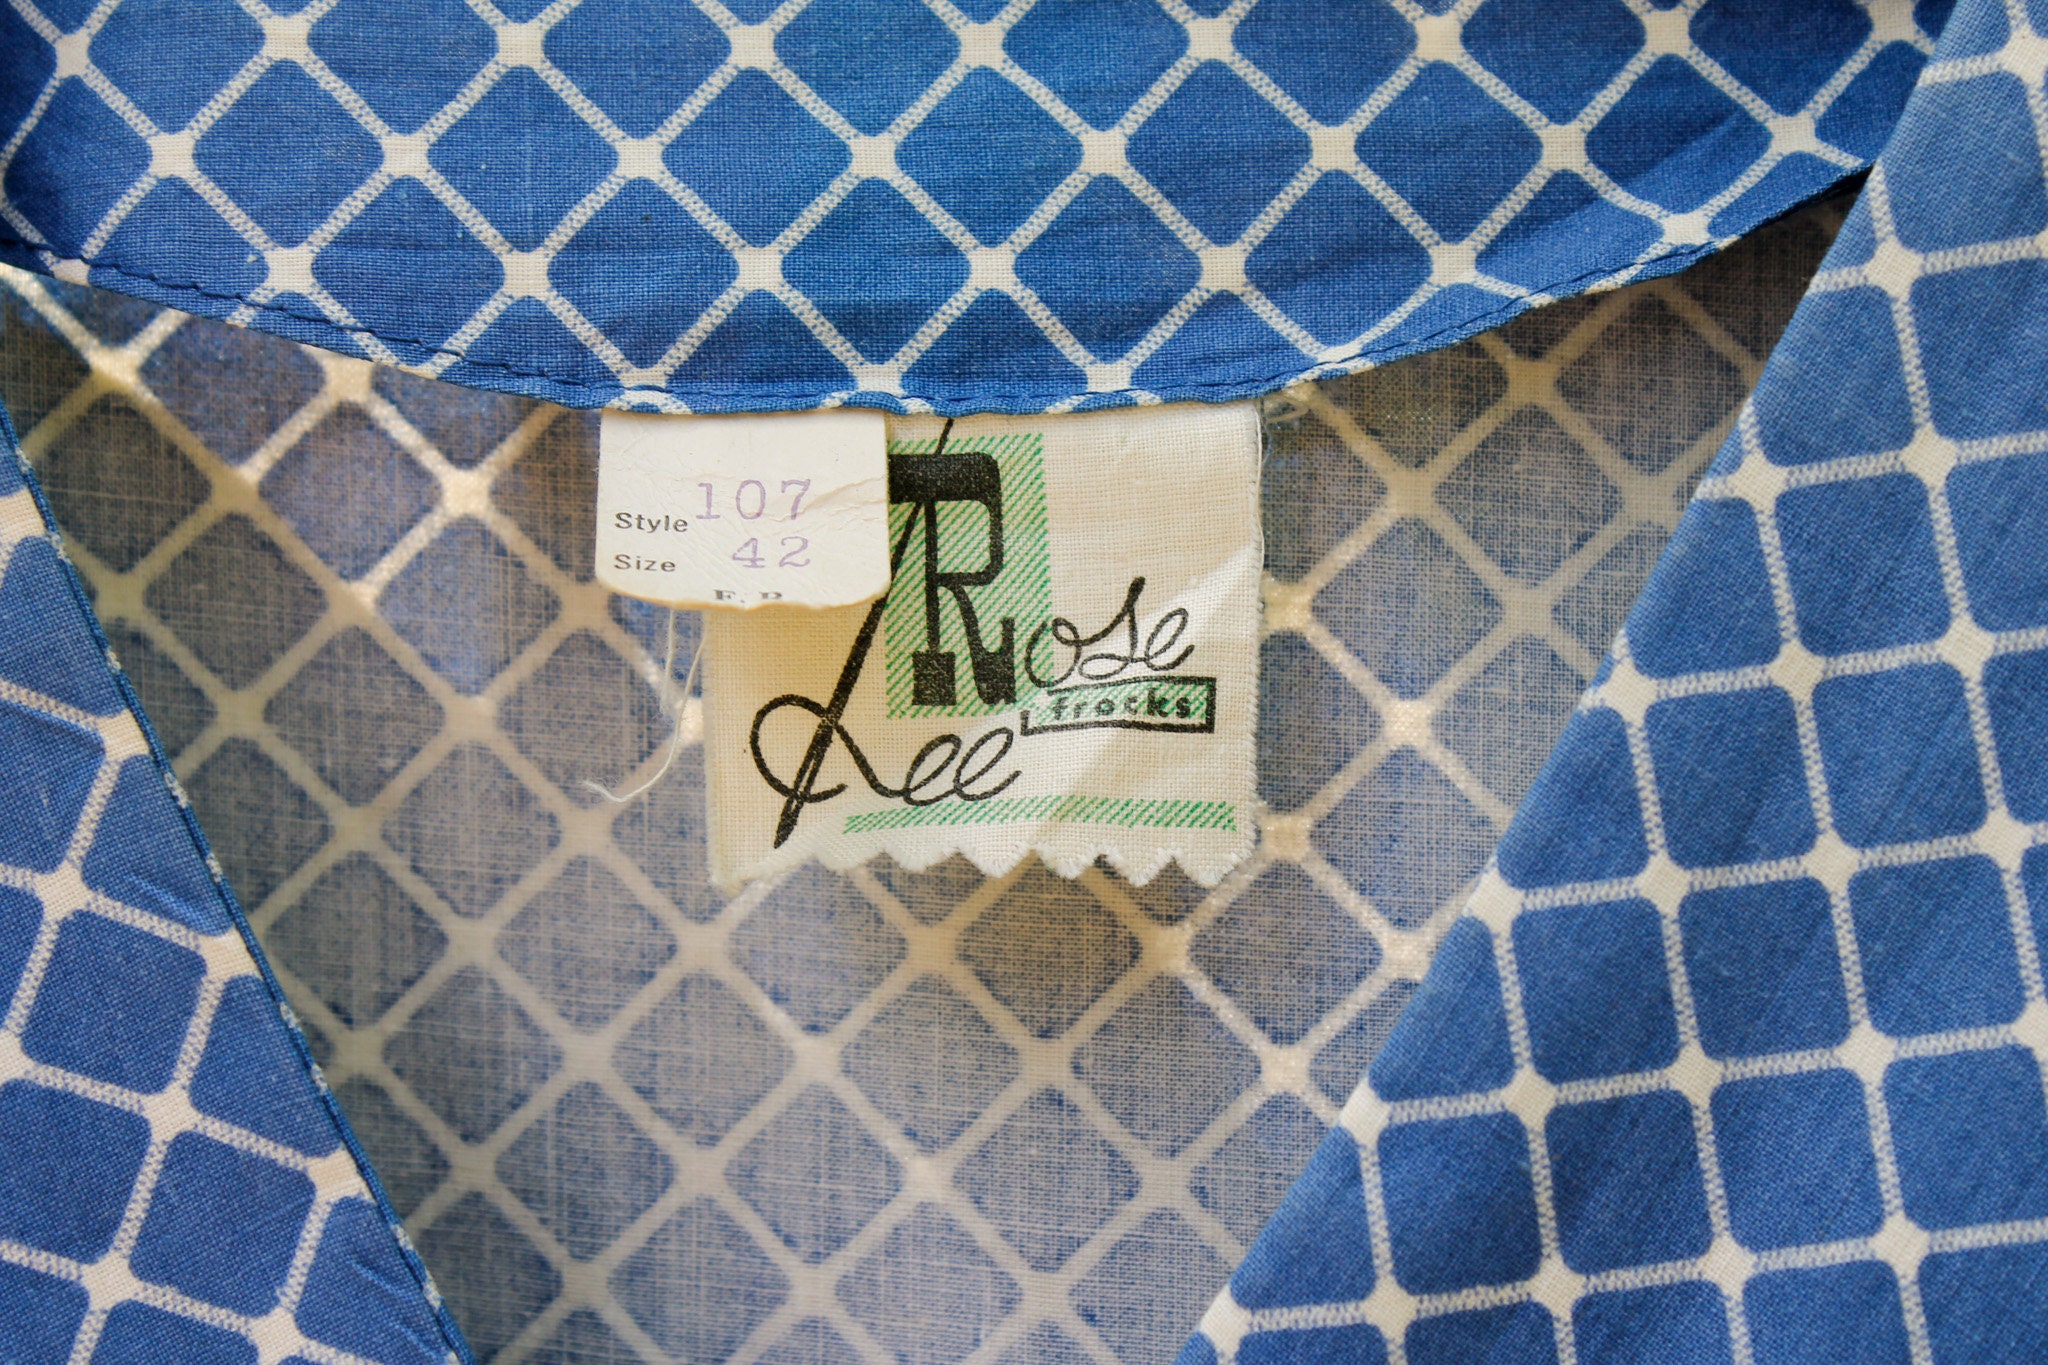 Style 107
Size 42
Rose
frocks
Lee